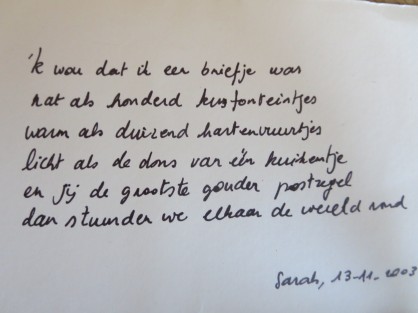 'k wou dat ik een briefje was
nat als honderd kusfonteintjes
warm als duizend hartenvuurtjes
licht als de dons van één kuikentje
en jij de grootste gouden postzegel
dan stuurden we elkaar de wereld rond
Sarah, 13-11-2003